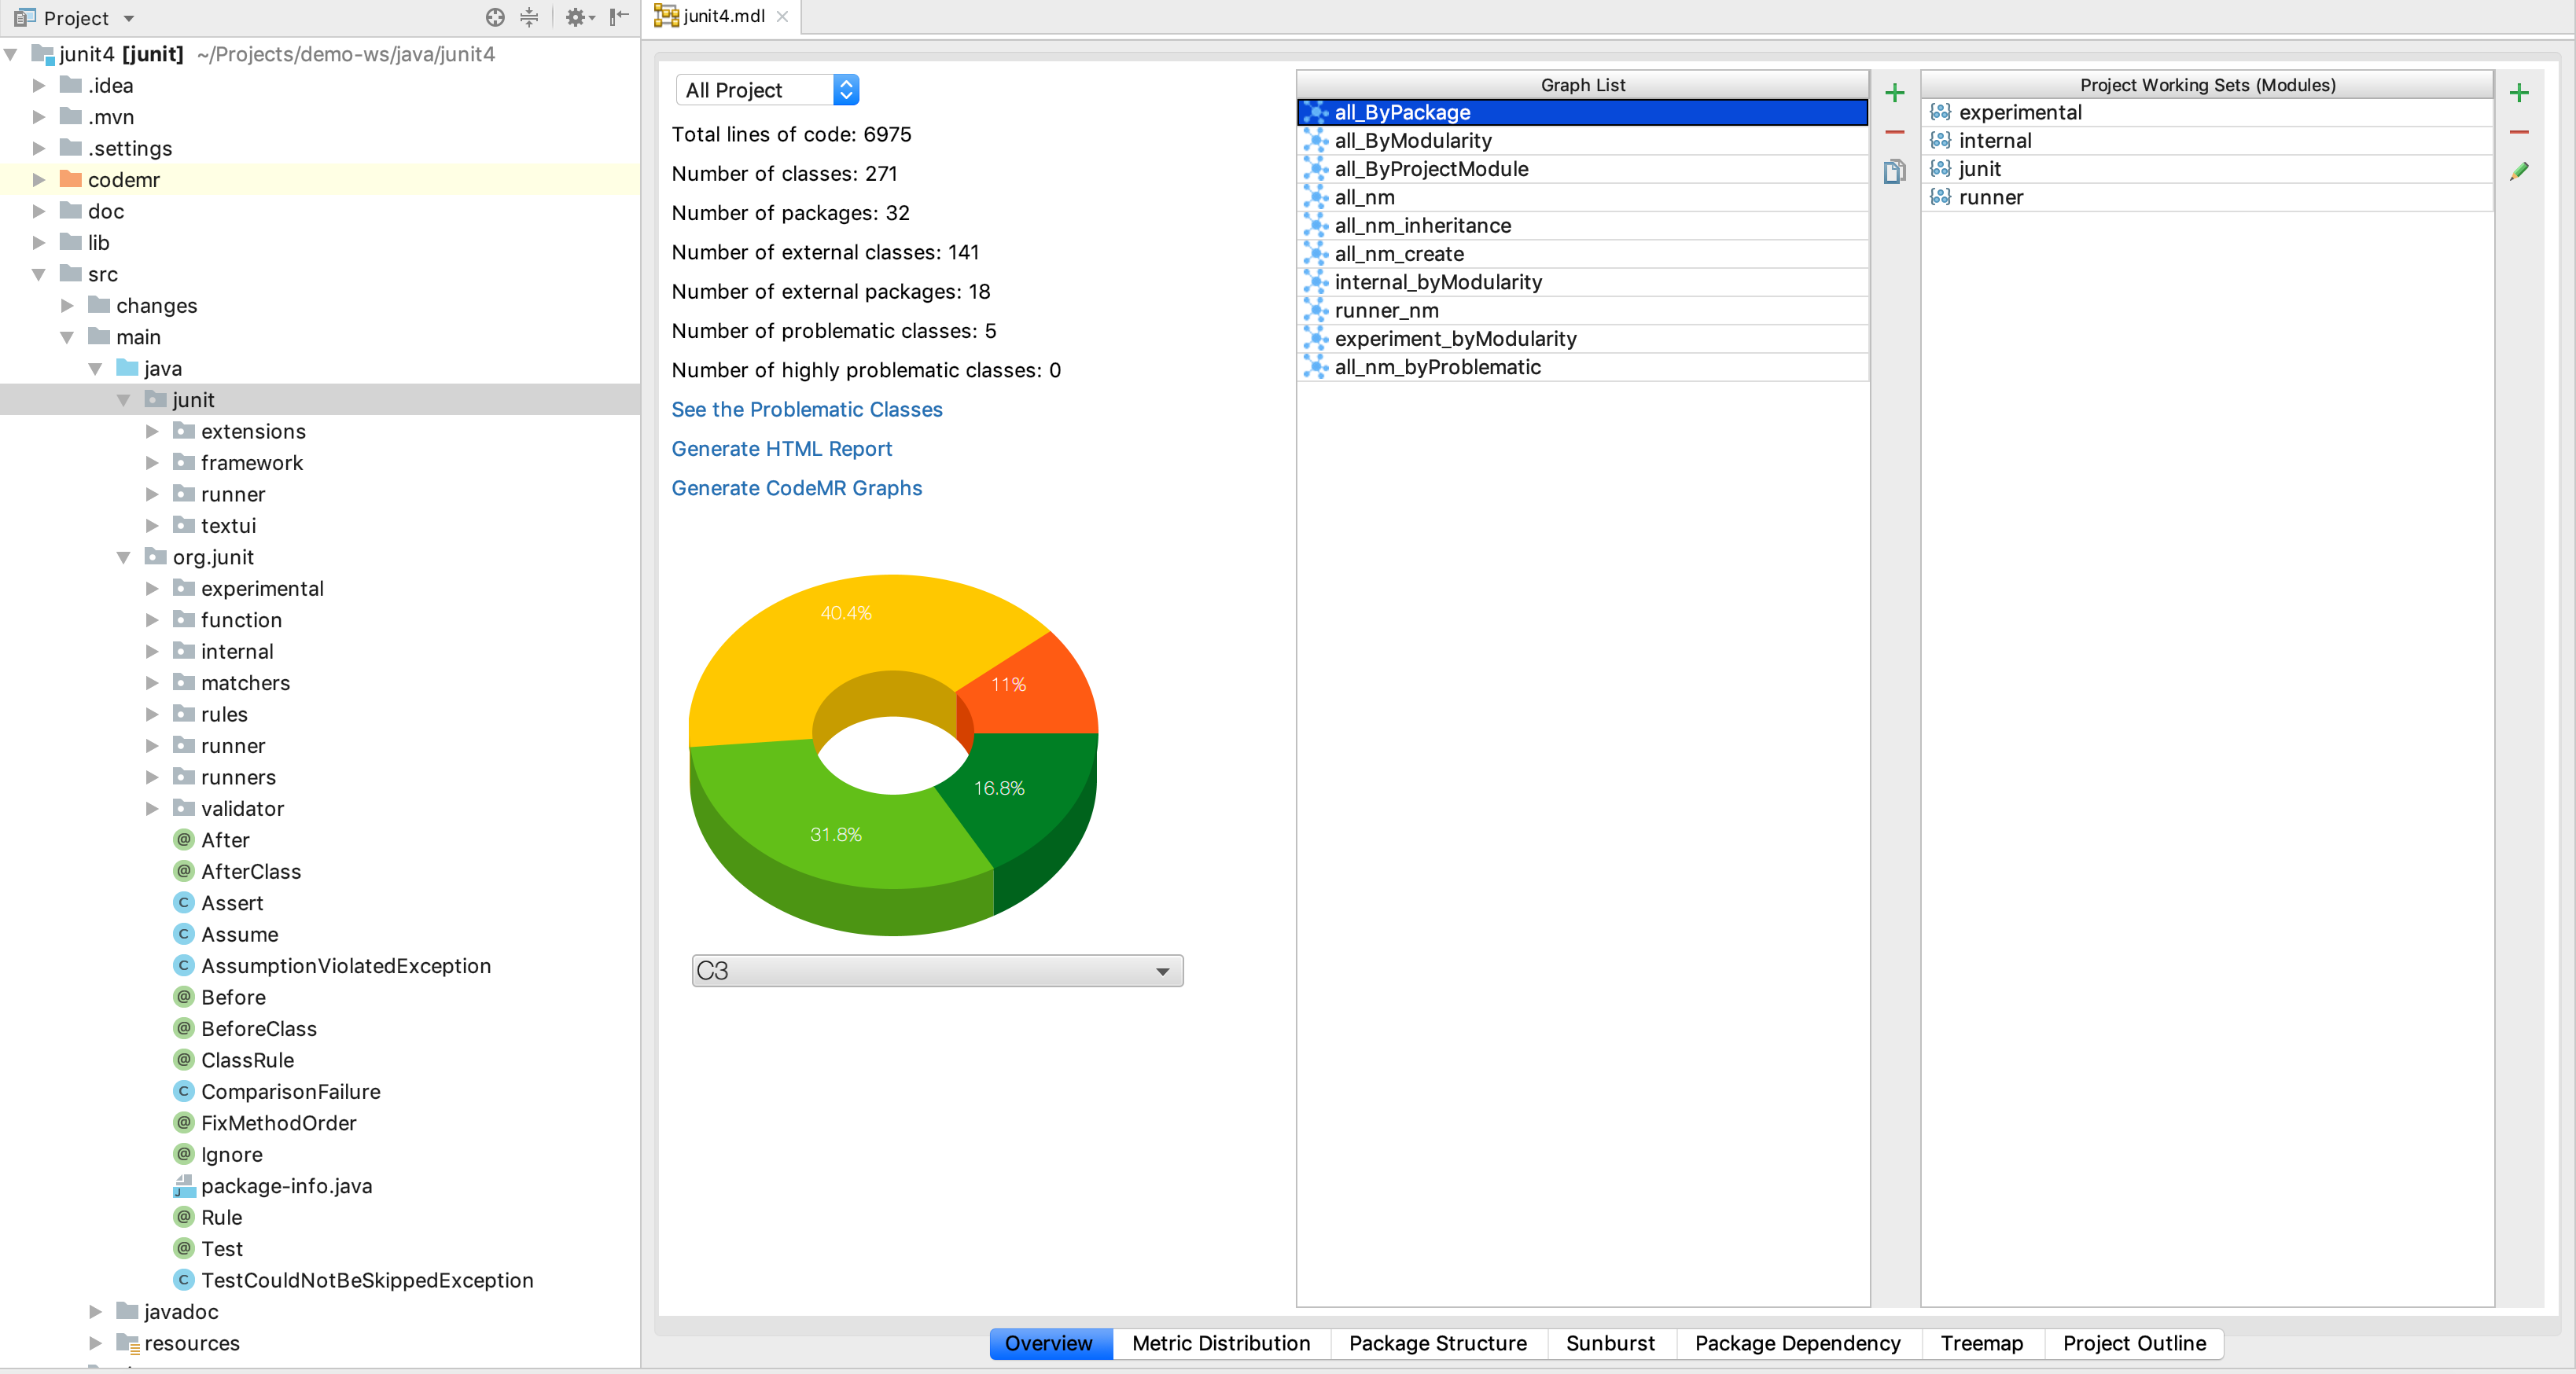 Project
junit4 [junit] ~/Projects/demo-ws/java/junit4
.idea
.mvn
.settings
codemr
doc
lib
src
changes
main
java
junit
extensions
framework
runner
textui
org.junit
experimental
function
internal
matchers
rules
runner
runners
validator
@ After
@ AfterClass
C Assert
C Assume
C AssumptionViolatedException
@ Before
@ BeforeClass
@ ClassRule
C ComparisonFailure
@ FixMethodOrder
@ Ignore
J package-info.java
@ Rule
@ Test
C TestCouldNotBeSkippedException
javadoc
resources
junit4.mdl
All Project
Total lines of code: 6975
Number of classes: 271
Number of packages: 32
Number of external classes: 141
Number of external packages: 18
Number of problematic classes: 5
Number of highly problematic classes: 0
See the Problematic Classes
Generate HTML Report
Generate CodeMR Graphs
40.4%
11%
16.8%
31.8%
C3
Graph List
all_ByPackage
all_ByModularity
all_ByProjectModule
all_nm
all_nm_inheritance
all_nm_create
internal_byModularity
runner_nm
experiment_byModularity
all_nm_byProblematic
Project Working Sets (Modules)
experimental
internal
junit
runner
Overview Metric Distribution Package Structure Sunburst Package Dependency Treemap Project Outline